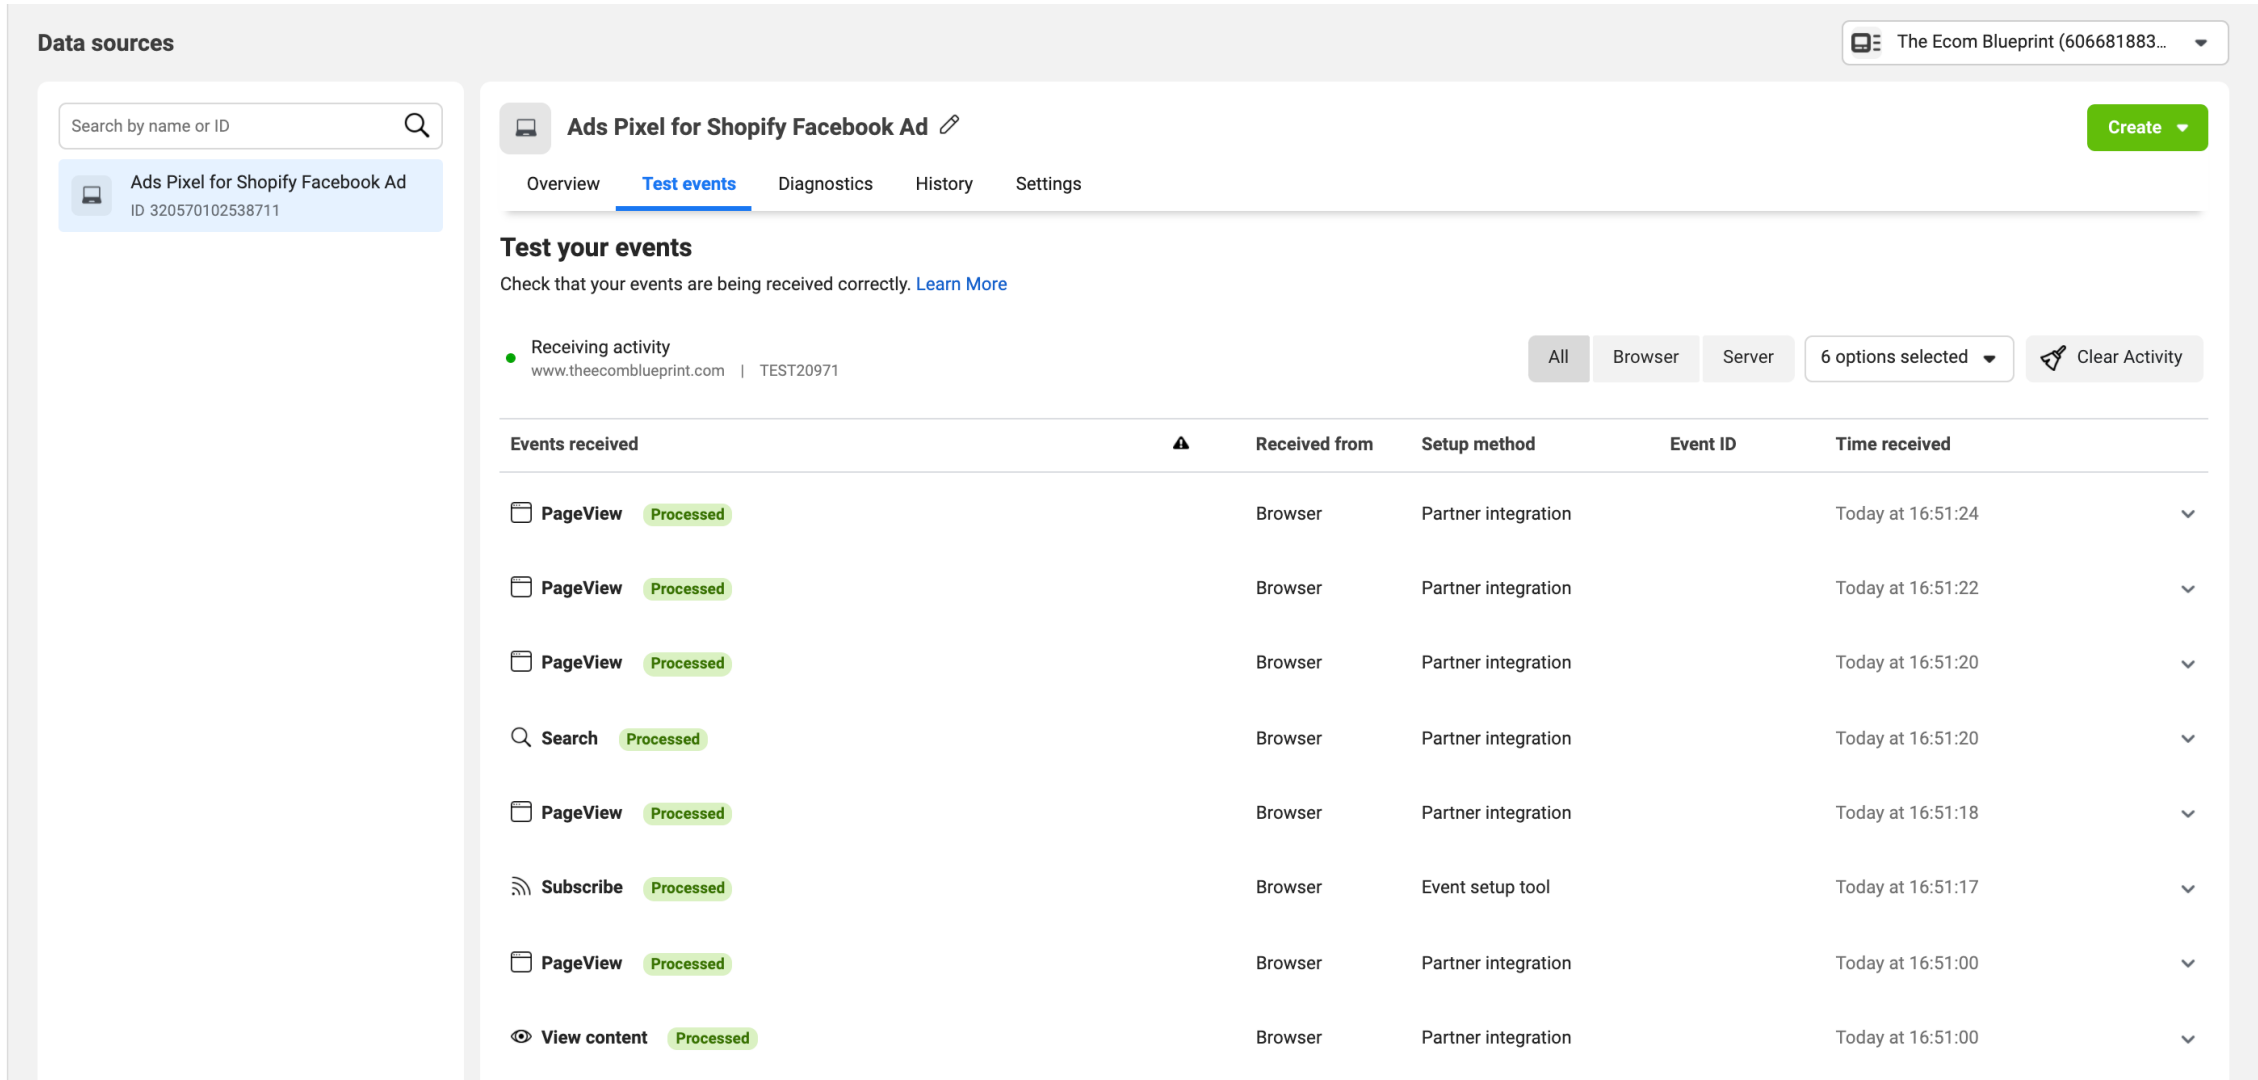 Data sources
The Ecom Blueprint (606681883...
Search by name or ID
Ads Pixel for Shopify Facebook Ad
ID 320570102538711
Ads Pixel for Shopify Facebook Ad
Create
Overview Test events Diagnostics History Settings
Test your events
Check that your events are being received correctly. Learn More
Receiving activity
www.theecomblueprint.com | TEST20971
All Browser Server 6 options selected Clear Activity
Events received Received from Setup method Event ID Time received
PageView Processed Browser Partner integration Today at 16:51:24
PageView Processed Browser Partner integration Today at 16:51:22
PageView Processed Browser Partner integration Today at 16:51:20
Search Processed Browser Partner integration Today at 16:51:20
PageView Processed Browser Partner integration Today at 16:51:18
Subscribe Processed Browser Event setup tool Today at 16:51:17
PageView Processed Browser Partner integration Today at 16:51:00
View content Processed Browser Partner integration Today at 16:51:00